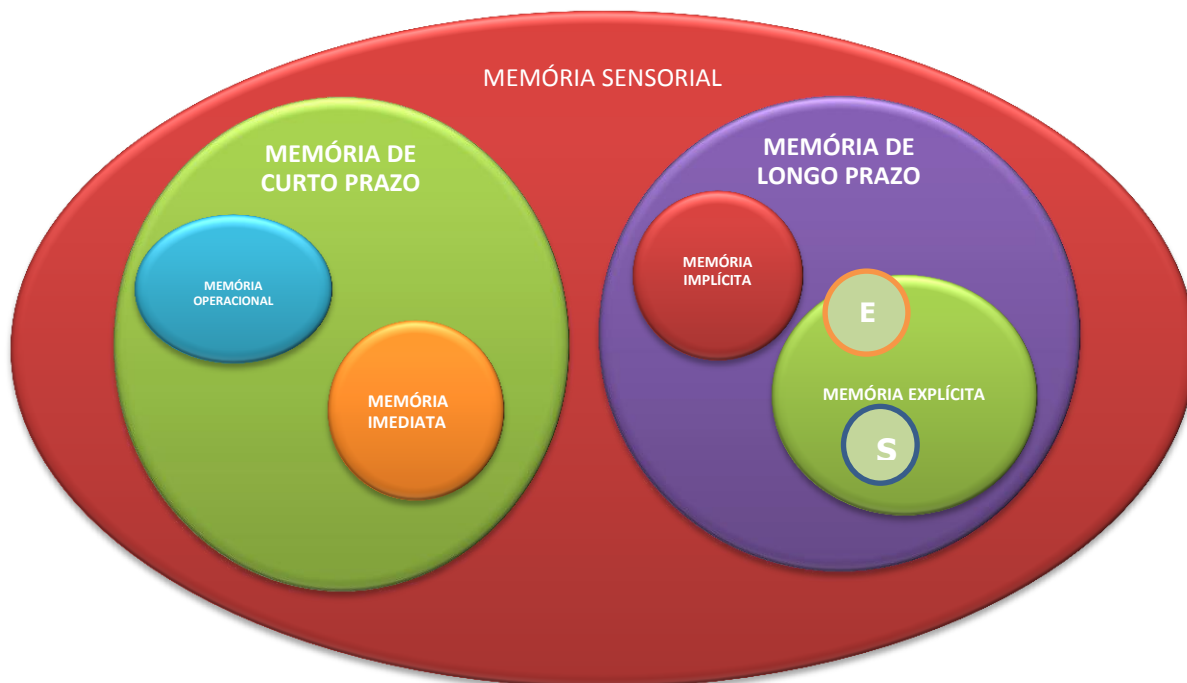 MEMÓRIA SENSORIAL
MEMÓRIA DE
CURTO PRAZO
MEMÓRIA
OPERACIONAL
MEMÓRIA
IMEDIATA
MEMÓRIA DE
LONGO PRAZO
MEMÓRIA
IMPLÍCITA
E
MEMÓRIA EXPLÍCITA
S